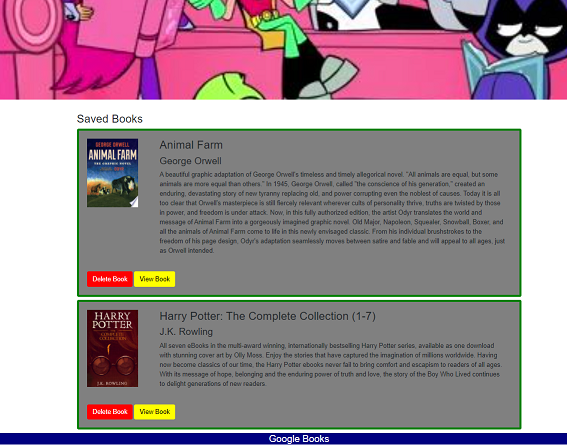 Saved Books
GEORGE ORWELL
ANIMAL FARM
THE GRAPHIC NOVEL
Animal Farm
George Orwell
A beautiful graphic adaptation of George Orwell's timeless and timely allegorical novel. "All animals are equal, but some
animals are more equal than others." In 1945, George Orwell, called "the conscience of his generation," created an
enduring, devastating story of new tyranny replacing old, and power corrupting even the noblest of causes. Today it is all
too clear that Orwell's masterpiece is still fiercely relevant wherever cults of personality thrive, truths are twisted by those
in power, and freedom is under attack. Now, in this fully authorized edition, the artist Odyr translates the world and
message of Animal Farm into a gorgeously imagined graphic novel. Old Major, Napoleon, Squealer, Snowball, Boxer, and
all the animals of Animal Farm come to life in this newly envisaged classic. From his individual brushstrokes to the
freedom of his page design, Odyr's adaptation seamlessly moves between satire and fable and will appeal to all ages, just
as Orwell intended.
Delete Book View Book
HARRY
POTTER
COMPLETE
COLLECTION
J.K. ROWLING
Harry Potter: The Complete Collection (1-7)
J.K. Rowling
All seven eBooks in the multi-award winning, internationally bestselling Harry Potter series, available as one download
with stunning cover art by Olly Moss. Enjoy the stories that have captured the imagination of millions worldwide. Having
now become classics of our time, the Harry Potter ebooks never fail to bring comfort and escapism to readers of all ages.
With its message of hope, belonging and the enduring power of truth and love, the story of the Boy Who Lived continues
to delight generations of new readers.
Delete Book View Book
Google Books